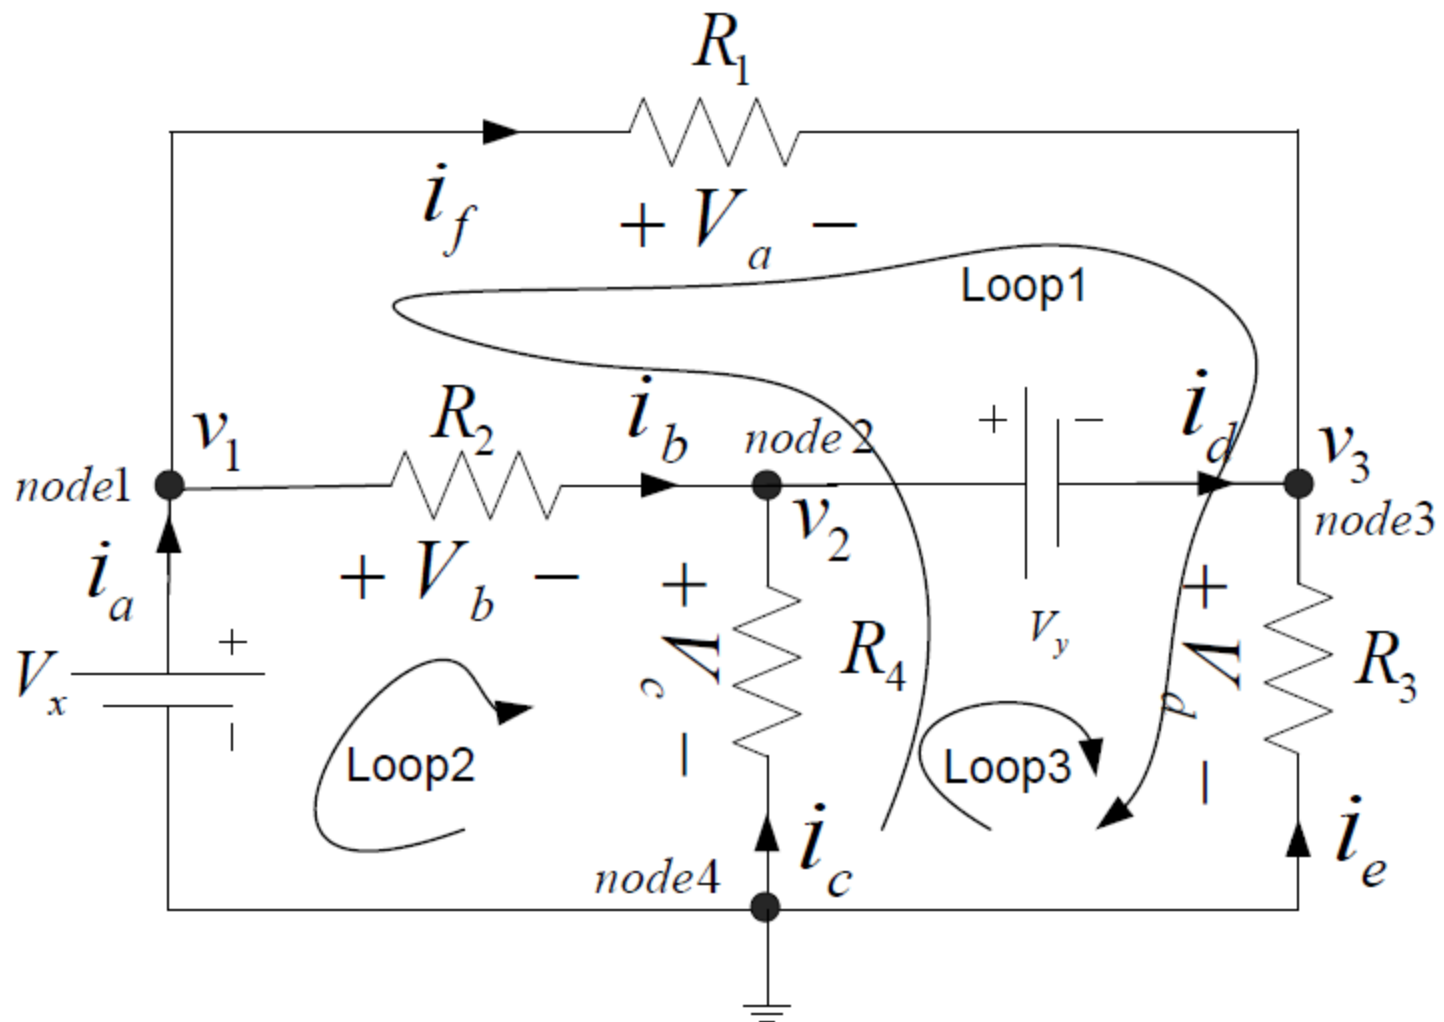 R1
if
+ Va −
Loop1
v1
R2
ib
node 2
+ −
id
v3
node1
v2
node3
ia
+ Vb −
+
Vy
+
Vx
+
−
Vc
R4
Vd
R3
−
−
Loop2
Loop3
node4
ic
ie